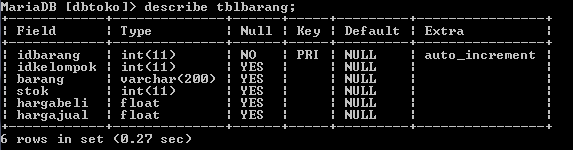 MariaDB [dbtoko]> describe tblbarang;
+------------+--------------+------+-----+---------+----------------+
| Field      | Type         | Null | Key | Default | Extra          |
+------------+--------------+------+-----+---------+----------------+
| idbarang   | int(11)      | NO   | PRI | NULL    | auto_increment |
| idkelompok | int(11)      | YES  |     | NULL    |                |
| barang     | varchar(200) | YES  |     | NULL    |                |
| stok       | int(11)      | YES  |     | NULL    |                |
| hargabeli  | float        | YES  |     | NULL    |                |
| hargajual  | float        | YES  |     | NULL    |                |
+------------+--------------+------+-----+---------+----------------+
6 rows in set (0.27 sec)